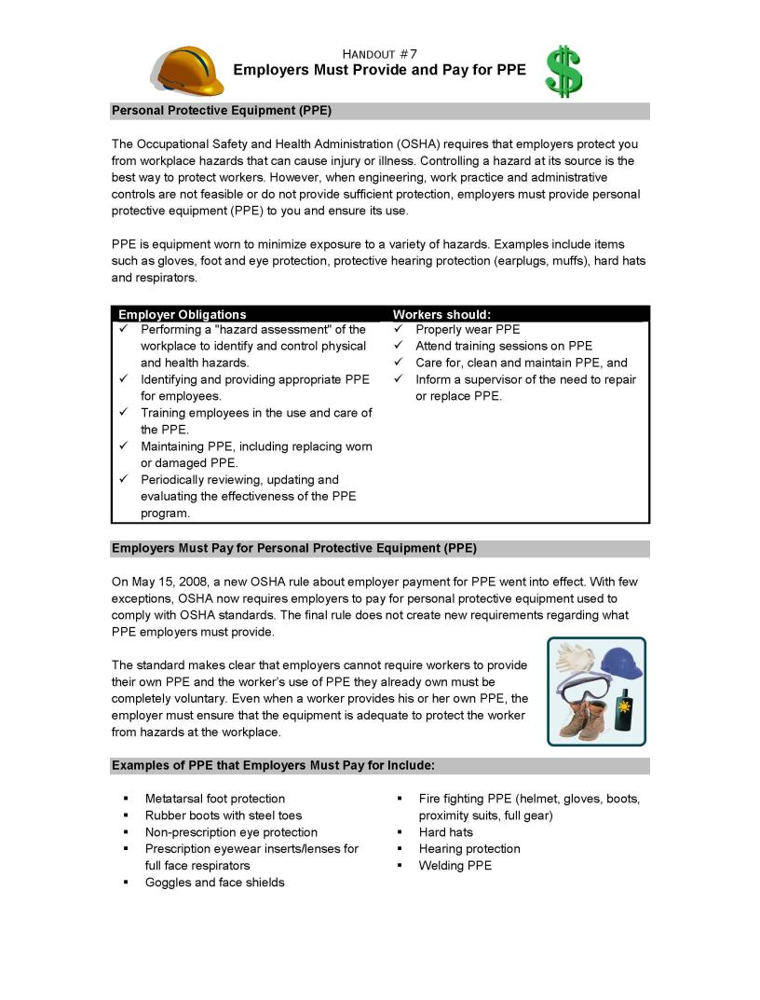 HANDOUT #7
Employers Must Provide and Pay for PPE
Personal Protective Equipment (PPE)
The Occupational Safety and Health Administration (OSHA) requires that employers protect you
from workplace hazards that can cause injury or illness. Controlling a hazard at its source is the
best way to protect workers. However, when engineering, work practice and administrative
controls are not feasible or do not provide sufficient protection, employers must provide personal
protective equipment (PPE) to you and ensure its use.
PPE is equipment worn to minimize exposure to a variety of hazards. Examples include items
such as gloves, foot and eye protection, protective hearing protection (earplugs, muffs), hard hats
and respirators.
Employer Obligations
✓ Performing a "hazard assessment" of the
workplace to identify and control physical
and health hazards.
✓ Identifying and providing appropriate PPE
for employees.
✓ Training employees in the use and care of
the PPE.
✓ Maintaining PPE, including replacing worn
or damaged PPE.
✓ Periodically reviewing, updating and
evaluating the effectiveness of the PPE
program.
Workers should:
✓ Properly wear PPE
✓ Attend training sessions on PPE
✓ Care for, clean and maintain PPE, and
✓ Inform a supervisor of the need to repair
or replace PPE.
Employers Must Pay for Personal Protective Equipment (PPE)
On May 15, 2008, a new OSHA rule about employer payment for PPE went into effect. With few
exceptions, OSHA now requires employers to pay for personal protective equipment used to
comply with OSHA standards. The final rule does not create new requirements regarding what
PPE employers must provide.
The standard makes clear that employers cannot require workers to provide
their own PPE and the worker's use of PPE they already own must be
completely voluntary. Even when a worker provides his or her own PPE, the
employer must ensure that the equipment is adequate to protect the worker
from hazards at the workplace.
Examples of PPE that Employers Must Pay for Include:
▪ Metatarsal foot protection
▪ Rubber boots with steel toes
▪ Non-prescription eye protection
▪ Prescription eyewear inserts/lenses for
full face respirators
▪ Goggles and face shields
▪ Fire fighting PPE (helmet, gloves, boots,
proximity suits, full gear)
▪ Hard hats
▪ Hearing protection
▪ Welding PPE